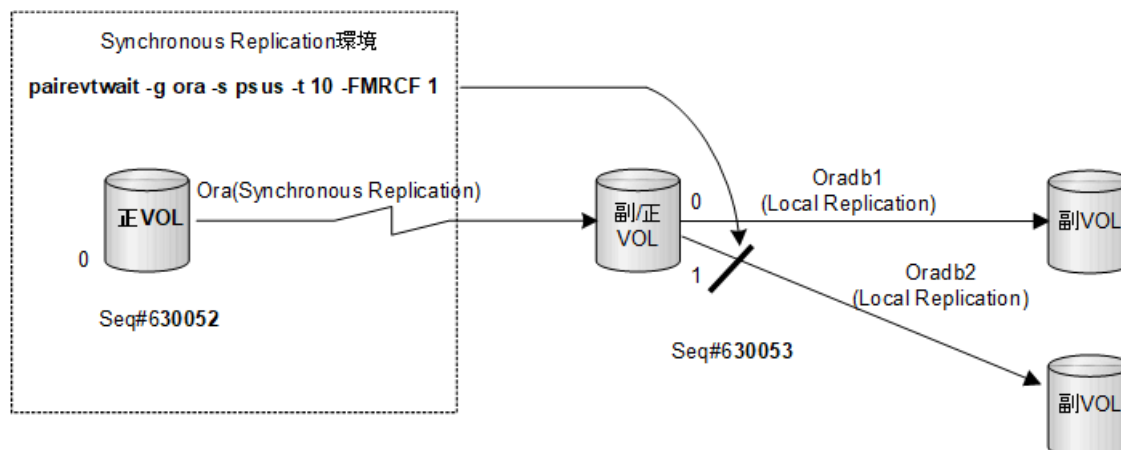 Synchronous Replication環境
pairevtwait -g ora -s psus -t 10 -FMRCF 1
Ora(Synchronous Replication)
正VOL
0
Seq#630052
副/正
VOL
0
1
Seq#630053
Oradb1
(Local Replication)
副VOL
Oradb2
(Local Replication)
副VOL